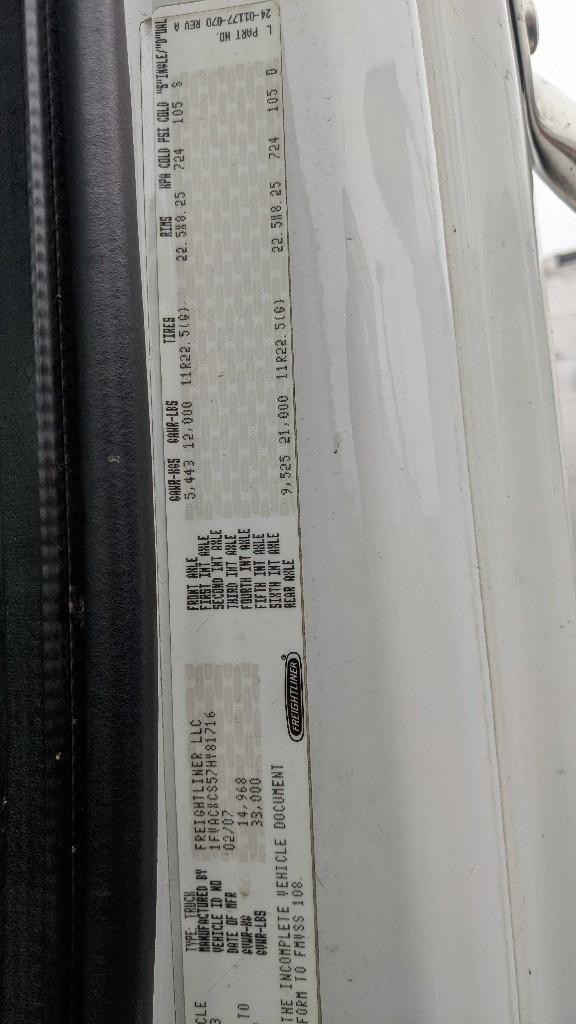 L PART NO.
24-01177-070 REV A
GAWR-KGS GAWR-LBS TIRES RIMS KPA COLD PSI COLD "S"INGLE/"D"UAL
FRONT AXLE 5,443 12,000 11R22.5(G) 22.5X8.25 724 105 S
FIRST INT AXLE
SECOND INT AXLE
THIRD INT AXLE
FOURTH INT AXLE
FIFTH INT AXLE
SIXTH INT AXLE
REAR AXLE 9,525 21,000 11R22.5(G) 22.5X8.25 724 105 D
TYPE: TRUCK
MANUFACTURED BY FREIGHTLINER LLC
VEHICLE ID NO
DATE OF MFR 02/07
GVWR-KG 14,968
GVWR-LBS 33,000
FREIGHTLINER®
TO
THE INCOMPLETE VEHICLE DOCUMENT
FORM TO FMVSS 108.